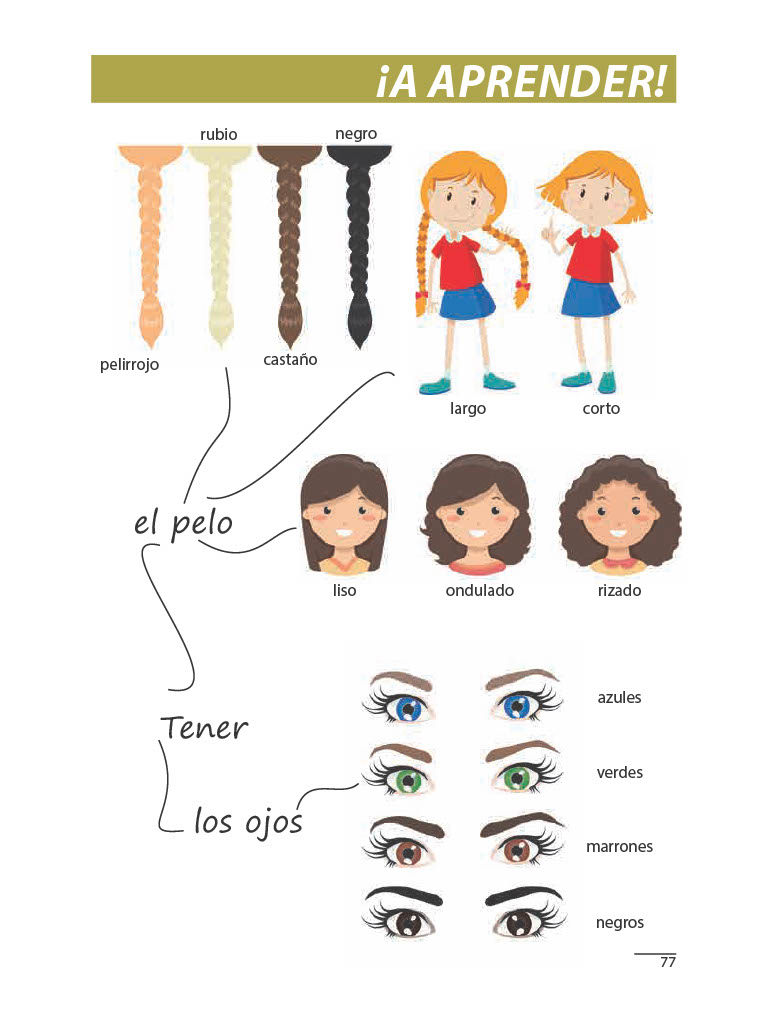 ¡A APRENDER!
rubio
negro
pelirrojo
castaño
largo
corto
el pelo
liso
ondulado
rizado
Tener
azules
verdes
los ojos
marrones
negros
77